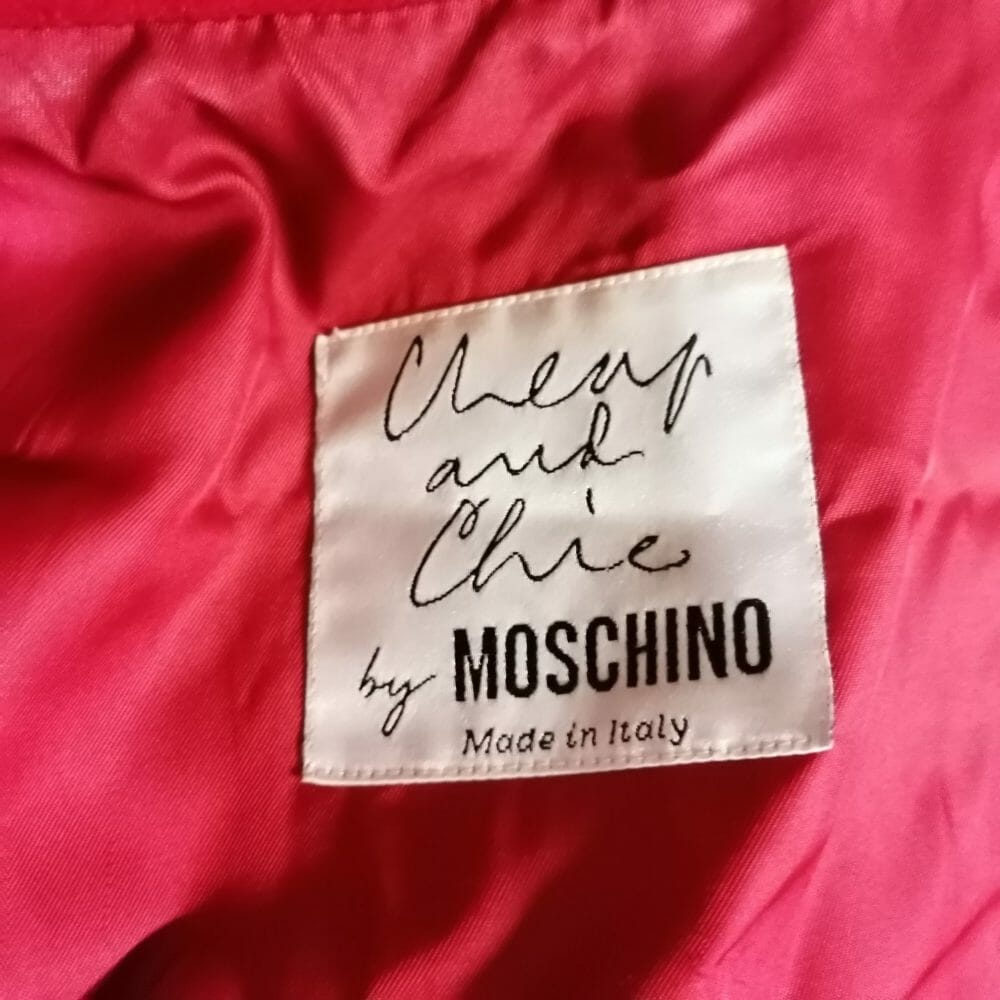 Cheap
and
Chic
by MOSCHINO
Made in Italy